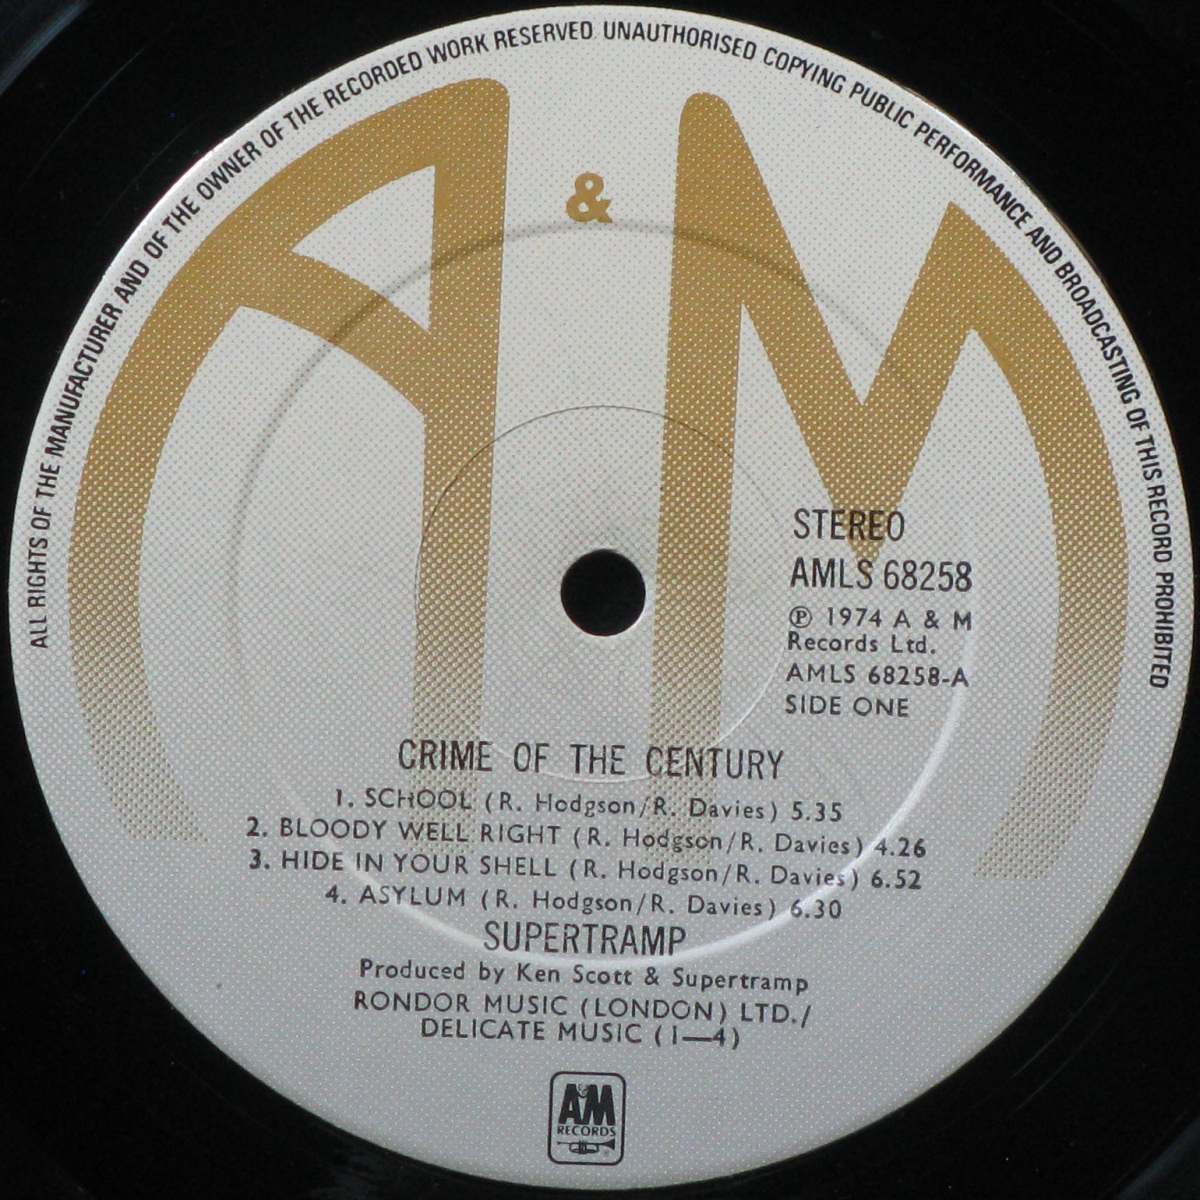 ALL RIGHTS OF THE MANUFACTURER AND OF THE OWNER OF THE RECORDED WORK RESERVED UNAUTHORISED COPYING PUBLIC PERFORMANCE AND BROADCASTING OF THIS RECORD PROHIBITED
A & M
STEREO
AMLS 68258
℗ 1974 A & M
Records Ltd.
AMLS 68258-A
SIDE ONE
CRIME OF THE CENTURY
1. SCHOOL (R. Hodgson/R. Davies) 5.35
2. BLOODY WELL RIGHT (R. Hodgson/R. Davies) 4.26
3. HIDE IN YOUR SHELL (R. Hodgson/R. Davies) 6.52
4. ASYLUM (R. Hodgson/R. Davies) 6.30
SUPERTRAMP
Produced by Ken Scott & Supertramp
RONDOR MUSIC (LONDON) LTD./
DELICATE MUSIC (1—4)
A&M
RECORDS
®